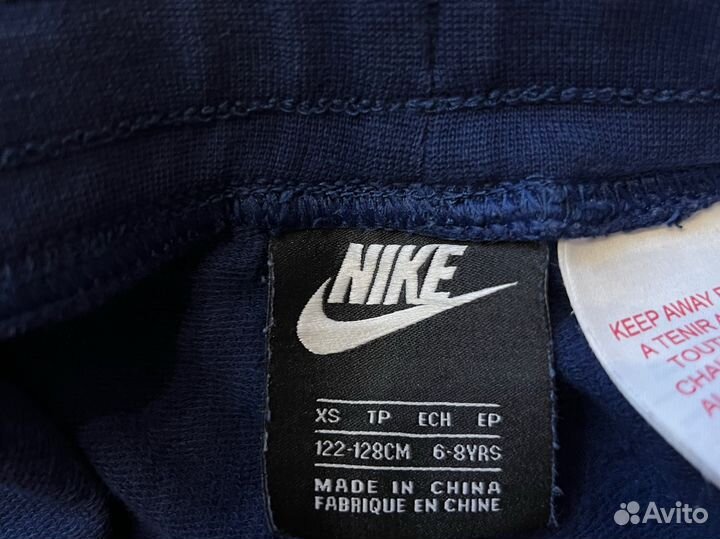 NIKE
XS TP ECH EP
122-128CM 6-8YRS
MADE IN CHINA
FABRIQUE EN CHINE
KEEP AWAY
A TENIR
TOUT
CHA
Avito